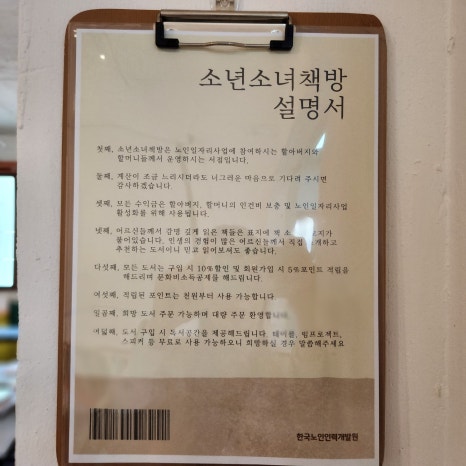 소년소녀책방
설명서
첫째, 소년소녀책방은 노인일자리사업에 참여하시는 할아버지와
할머니들께서 운영하시는 서점입니다.
둘째, 계산이 조금 느리시더라도 너그러운 마음으로 기다려 주시면
감사하겠습니다.
셋째, 모든 수익금은 할아버지, 할머니의 인건비 보충 및 노인일자리사업
활성화를 위해 사용됩니다.
넷째, 어르신들께서 감명 깊게 읽은 책들은 표지에 책 소
붙어있습니다. 인생의 경험이 많은 어르신들께서 직접 소개하고
추천하는 도서이니 믿고 읽어보셔도 좋습니다.
다섯째, 모든 도서는 구입 시 10%할인 및 회원가입 시 5%포인트 적립을
해드리며 문화비소득공제를 해드립니다.
여섯째, 적립된 포인트는 천원부터 사용 가능합니다
일곱째, 희망 도서 주문 가능하며 대량 주문 환영합니다.
여덟째, 도서 구입 시 독서공간을 제공해드립니다. 테이블, 빔프로젝트,
스피커 를 무료로 사용 가능하오니 희망하실 경우 말씀해주세요
한국노인인력개발원